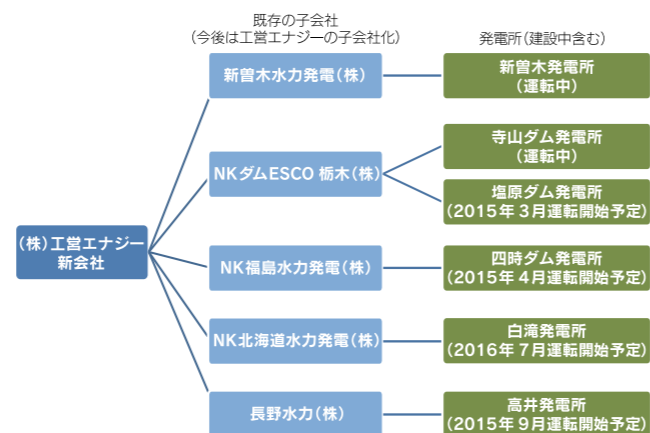 既存の子会社
（今後は工営エナジーの子会社化）
発電所（建設中含む）
（株）工営エナジー
新会社
新曽木水力発電（株）
新曽木発電所
（運転中）
NKダムESCO 栃木（株）
寺山ダム発電所
（運転中）
塩原ダム発電所
（2015年3月運転開始予定）
NK福島水力発電（株）
四時ダム発電所
（2015年4月運転開始予定）
NK北海道水力発電（株）
白滝発電所
（2016年7月運転開始予定）
長野水力（株）
高井発電所
（2015年9月運転開始予定）